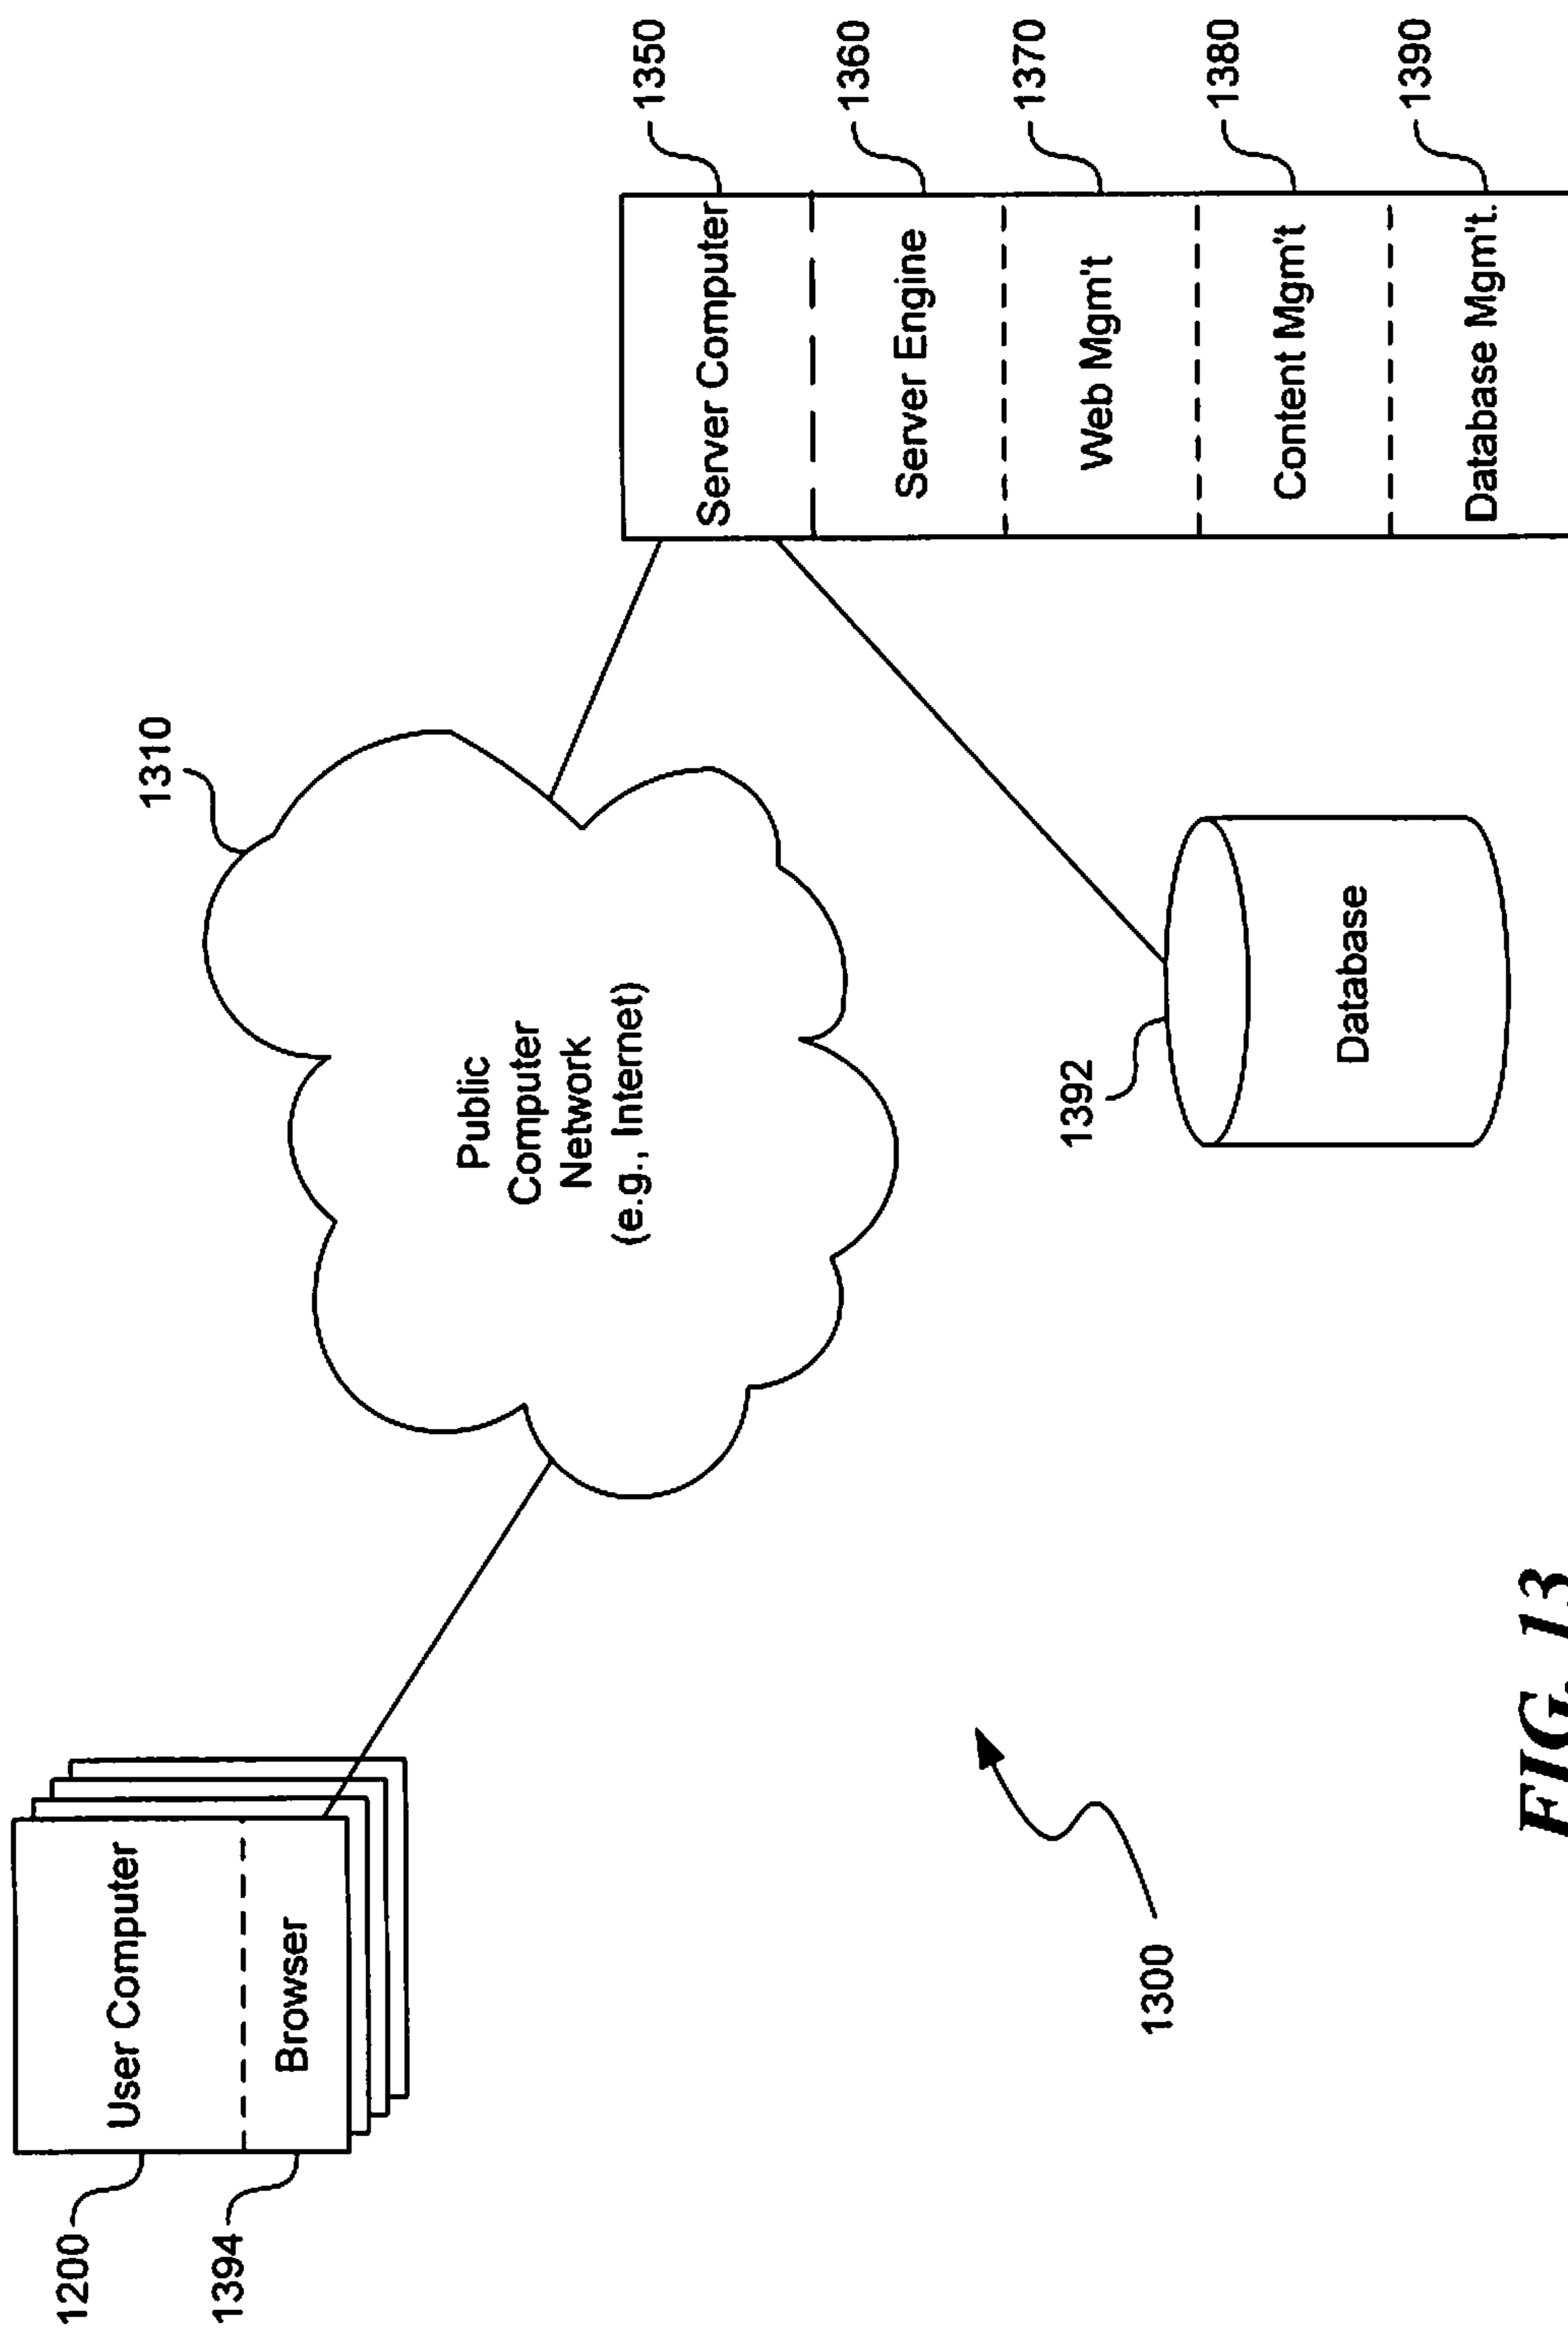 1200
User Computer
1394
Browser
1310
Public
Computer
Network
(e.g., Internet)
Server Computer
1350
Server Engine
1360
Web Mgm't
1370
Content Mgm't
1380
Database Mgm't.
1390
1392
Database
1300
FIG. 13